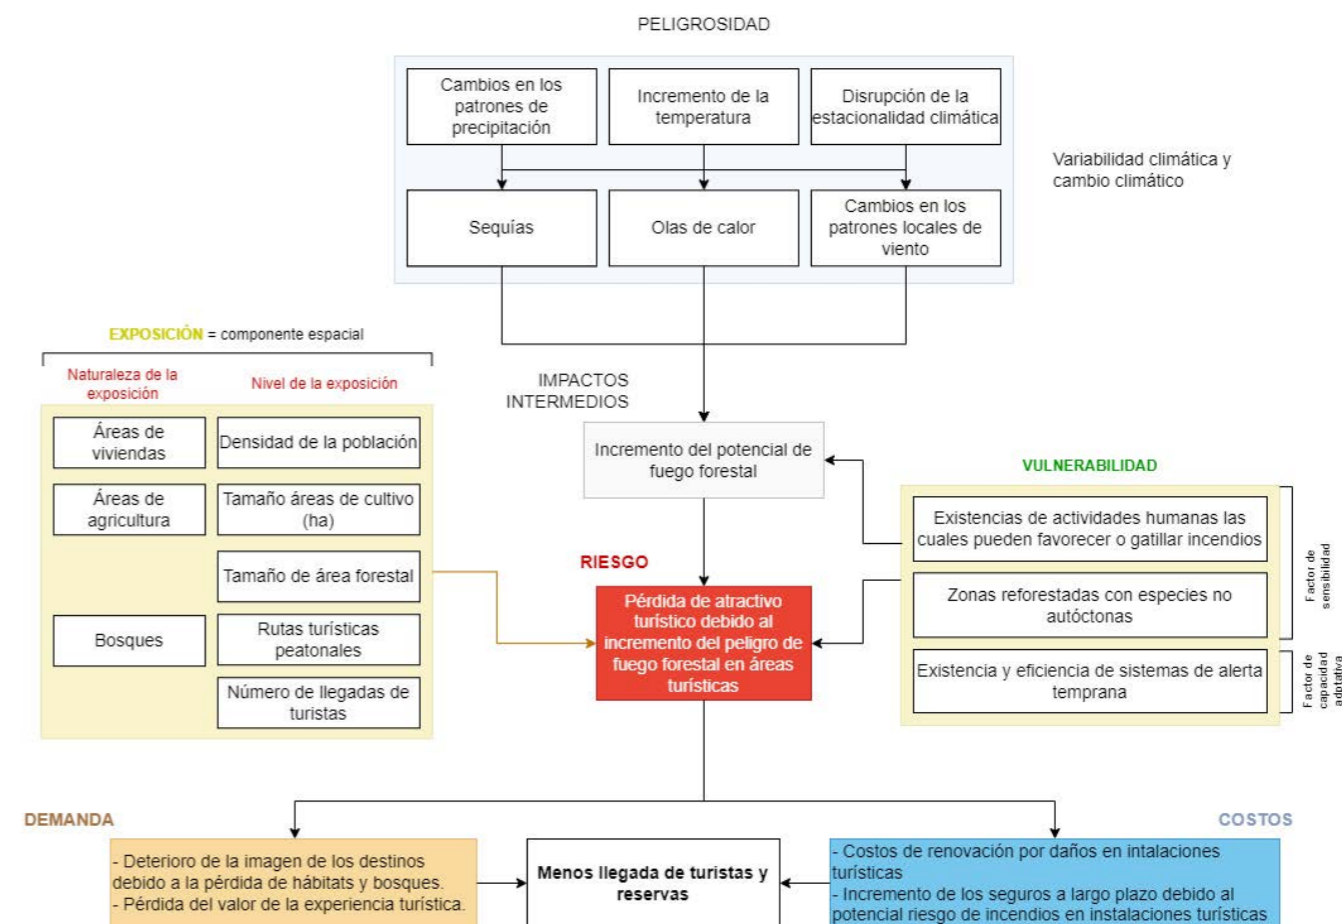 PELIGROSIDAD
Cambios en los
patrones de
precipitación
Incremento de la
temperatura
Disrupción de la
estacionalidad climática
Variabilidad climática y
cambio climático
Sequías
Olas de calor
Cambios en los
patrones locales de
viento
EXPOSICIÓN = componente espacial
Naturaleza de la
exposición
Nivel de la exposición
Áreas de
viviendas
Densidad de la población
Áreas de
agricultura
Tamaño áreas de cultivo
(ha)
Tamaño de área forestal
Bosques
Rutas turísticas
peatonales
Número de llegadas de
turistas
IMPACTOS
INTERMEDIOS
Incremento del potencial de
fuego forestal
RIESGO
Pérdida de atractivo
turístico debido al
incremento del peligro de
fuego forestal en áreas
turísticas
VULNERABILIDAD
Existencias de actividades humanas las
cuales pueden favorecer o gatillar incendios
Zonas reforestadas con especies no
autóctonas
Existencia y eficiencia de sistemas de alerta
temprana
Factor de
sensibilidad
Factor de
capacidad
adptativa
DEMANDA
- Deterioro de la imagen de los destinos
debido a la pérdida de hábitats y bosques.
- Pérdida del valor de la experiencia turística.
Menos llegada de turistas y
reservas
COSTOS
- Costos de renovación por daños en intalaciones
turísticas
- Incremento de los seguros a largo plazo debido al
potencial riesgo de incendios en instalaciones turísticas